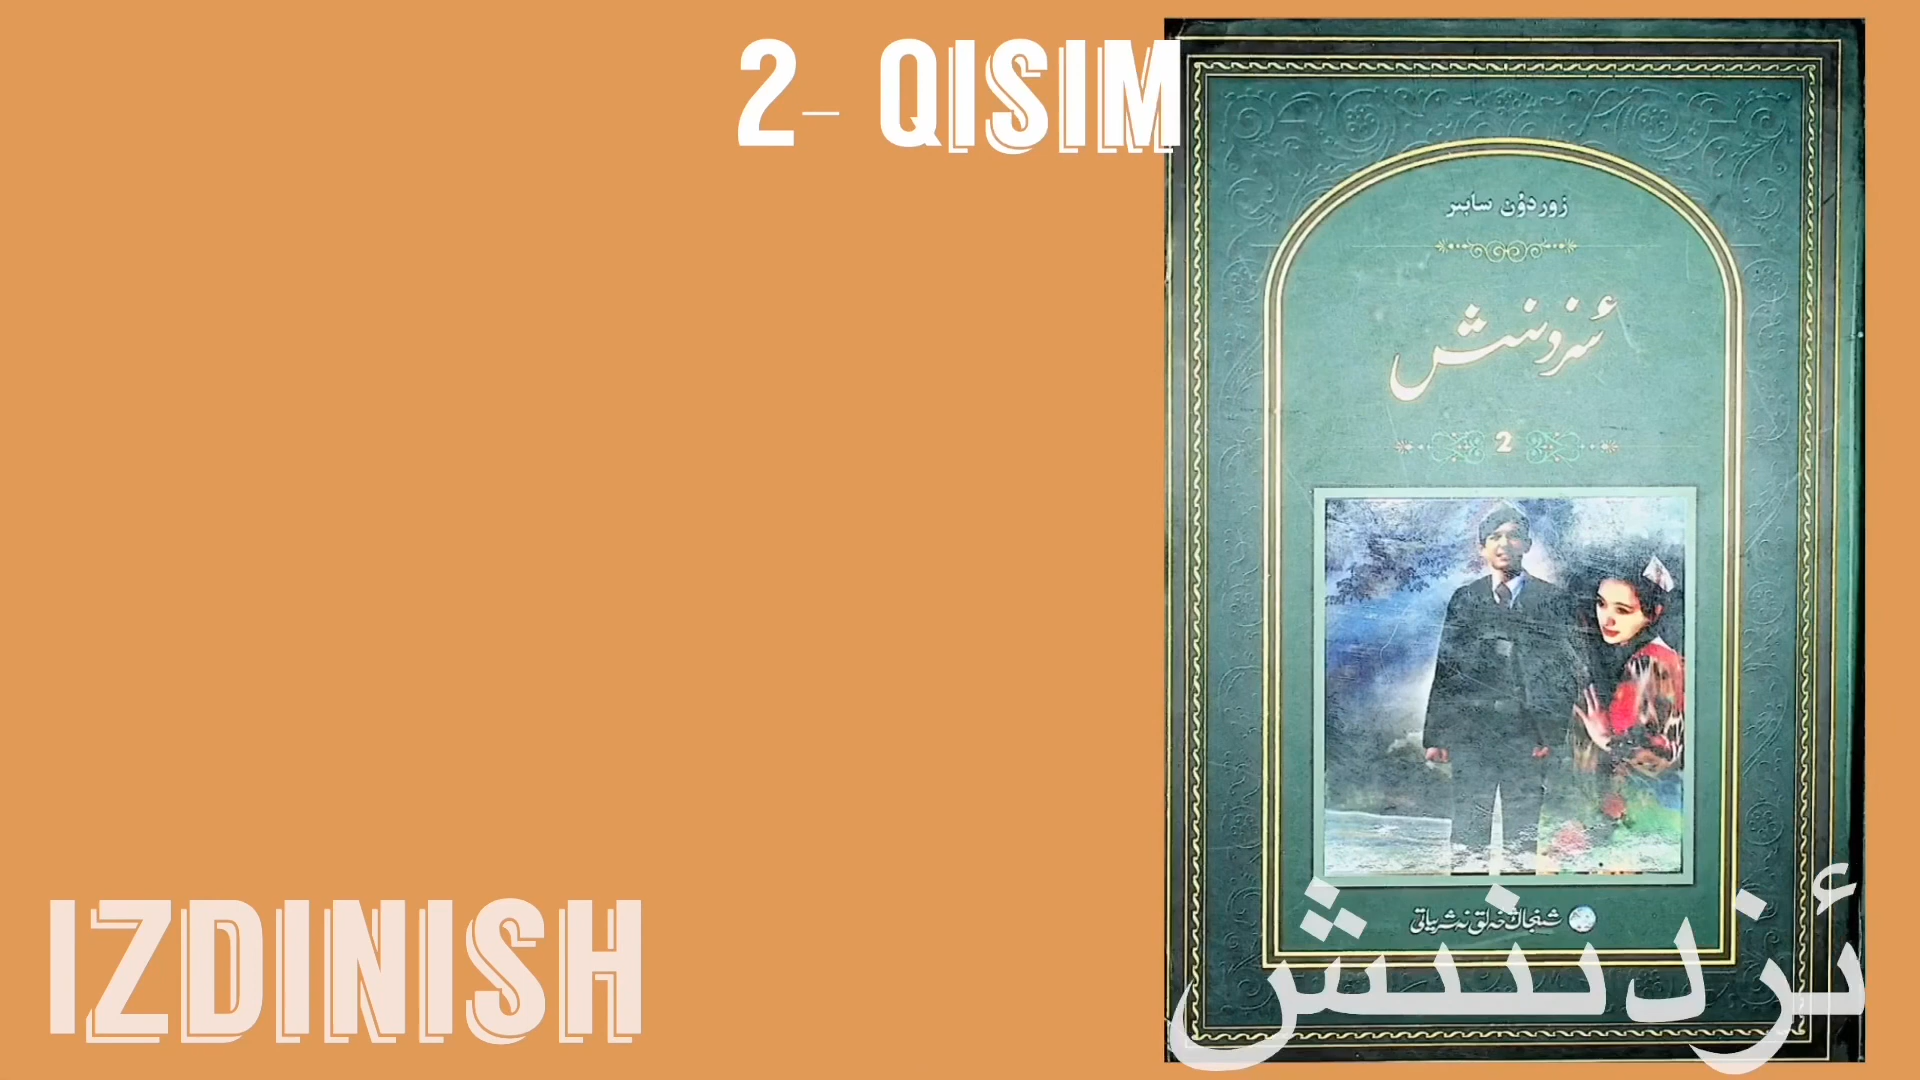 2- QISIM
زوردۇن سابىر
ئىزدىنىش
2
شىنجاڭ خەلق نەشرىياتى
IZDINISH
ئىزدىنىش